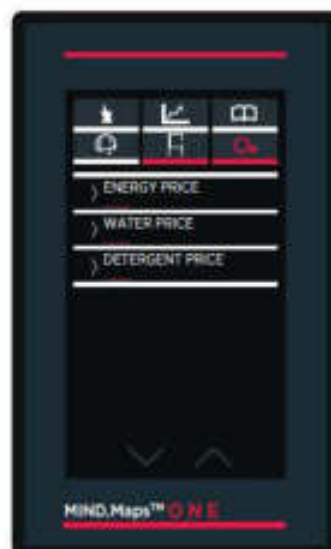 ENERGY PRICE
WATER PRICE
DETERGENT PRICE
MIND.Maps™ ONE